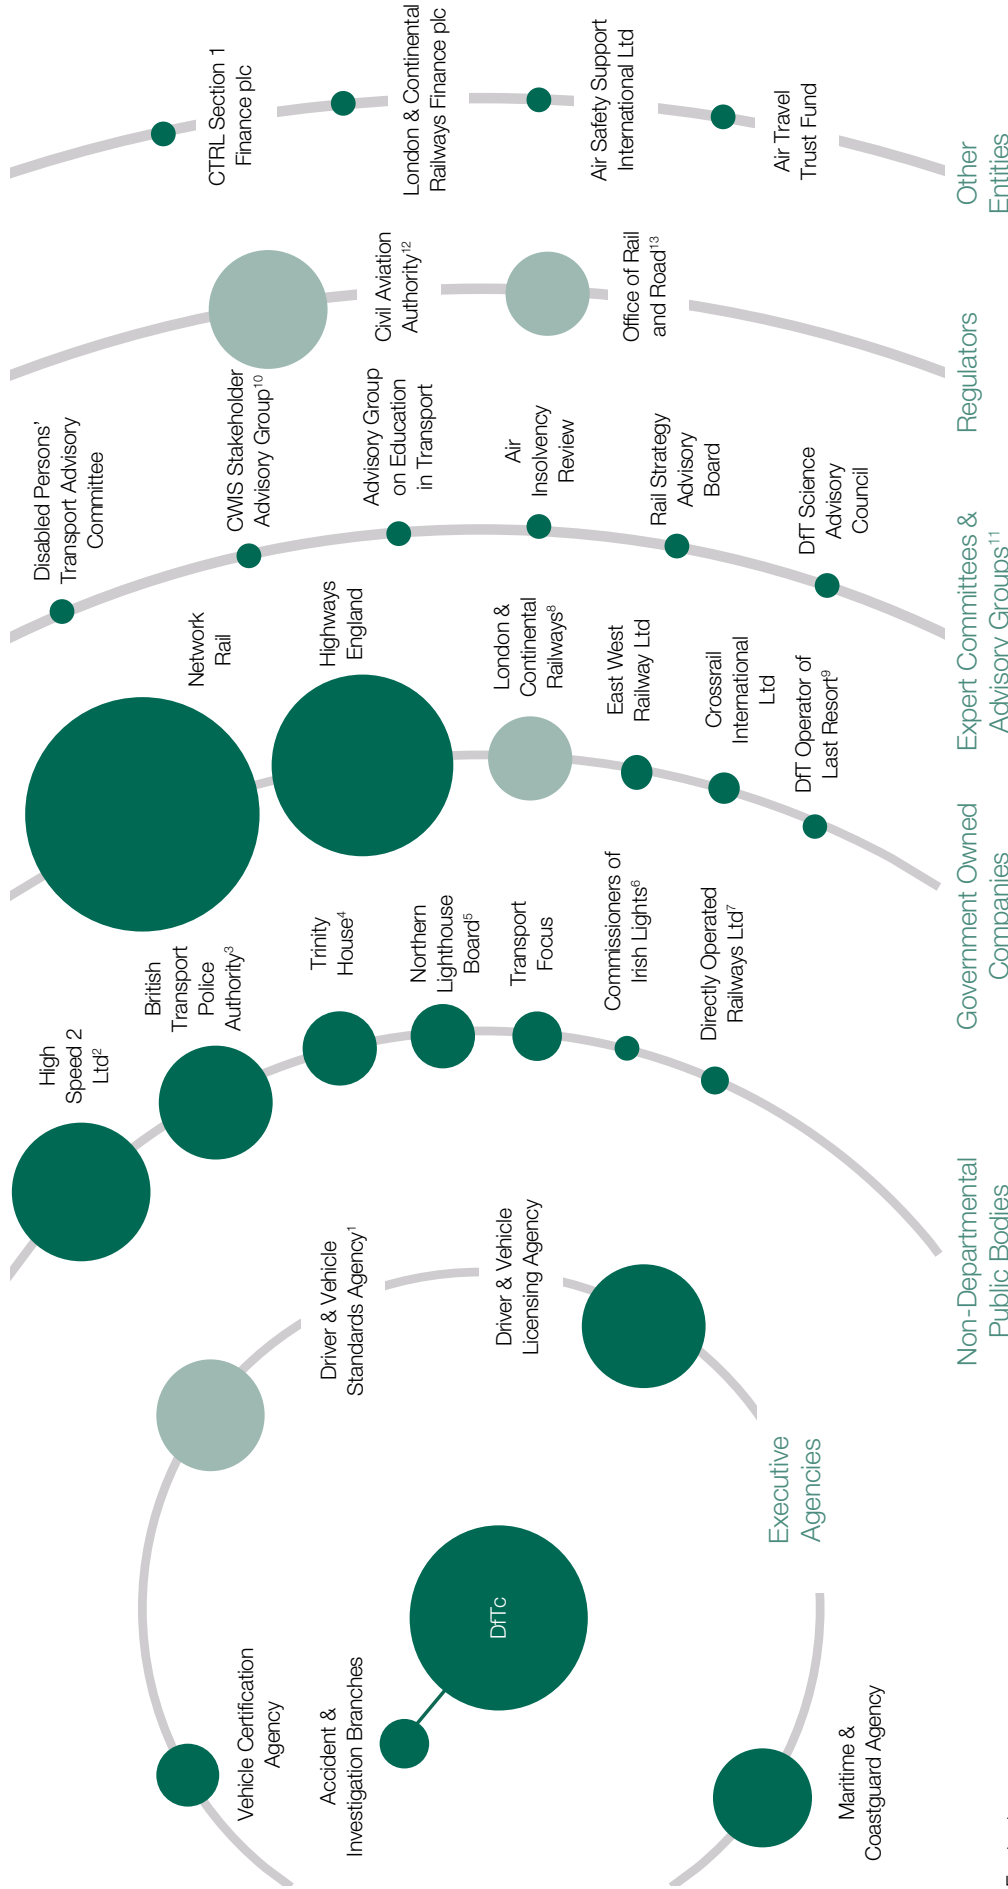 Vehicle Certification
Agency
Accident &
Investigation Branches
DfTc
Maritime &
Coastguard Agency
Driver & Vehicle
Standards Agency¹
Driver & Vehicle
Licensing Agency
Executive
Agencies
High
Speed 2
Ltd²
British
Transport
Police
Authority³
Trinity
House⁴
Northern
Lighthouse
Board⁵
Transport
Focus
Commissioners of
Irish Lights⁶
Directly Operated
Railways Ltd⁷
Non-Departmental
Public Bodies
Network
Rail
Highways
England
London &
Continental
Railways⁸
East West
Railway Ltd
Crossrail
International
Ltd
DfT Operator of
Last Resort⁹
Government Owned
Companies
Disabled Persons’
Transport Advisory
Committee
CWIS Stakeholder
Advisory Group¹⁰
Advisory Group
on Education
in Transport
Air
Insolvency
Review
Rail Strategy
Advisory
Board
DfT Science
Advisory
Council
Expert Committees &
Advisory Groups¹¹
Civil Aviation
Authority¹²
Office of Rail
and Road¹³
Regulators
CTRL Section 1
Finance plc
London & Continental
Railways Finance plc
Air Safety Support
International Ltd
Air Travel
Trust Fund
Other
Entities